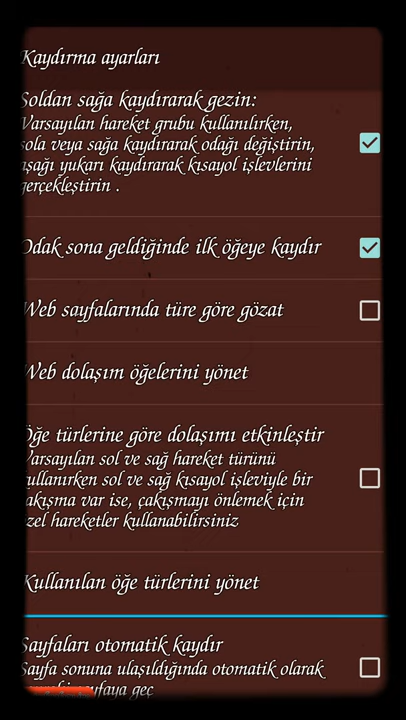 Kaydırma ayarları
Soldan sağa kaydırarak gezin:
Varsayılan hareket grubu kullanılırken,
sola veya sağa kaydırarak odağı değiştirin,
aşağı yukarı kaydırarak kısayol işlevlerini
gerçekleştirin .
Odak sona geldiğinde ilk öğeye kaydır
Web sayfalarında türe göre gözat
Web dolaşım öğelerini yönet
Öğe türlerine göre dolaşımı etkinleştir
Varsayılan sol ve sağ hareket türünü
kullanırken sol ve sağ kısayol işleviyle bir
çakışma var ise, çakışmayı önlemek için
özel hareketler kullanabilirsiniz
Kullanılan öğe türlerini yönet
Sayfaları otomatik kaydır
Sayfa sonuna ulaşıldığında otomatik olarak
sayfaya geç